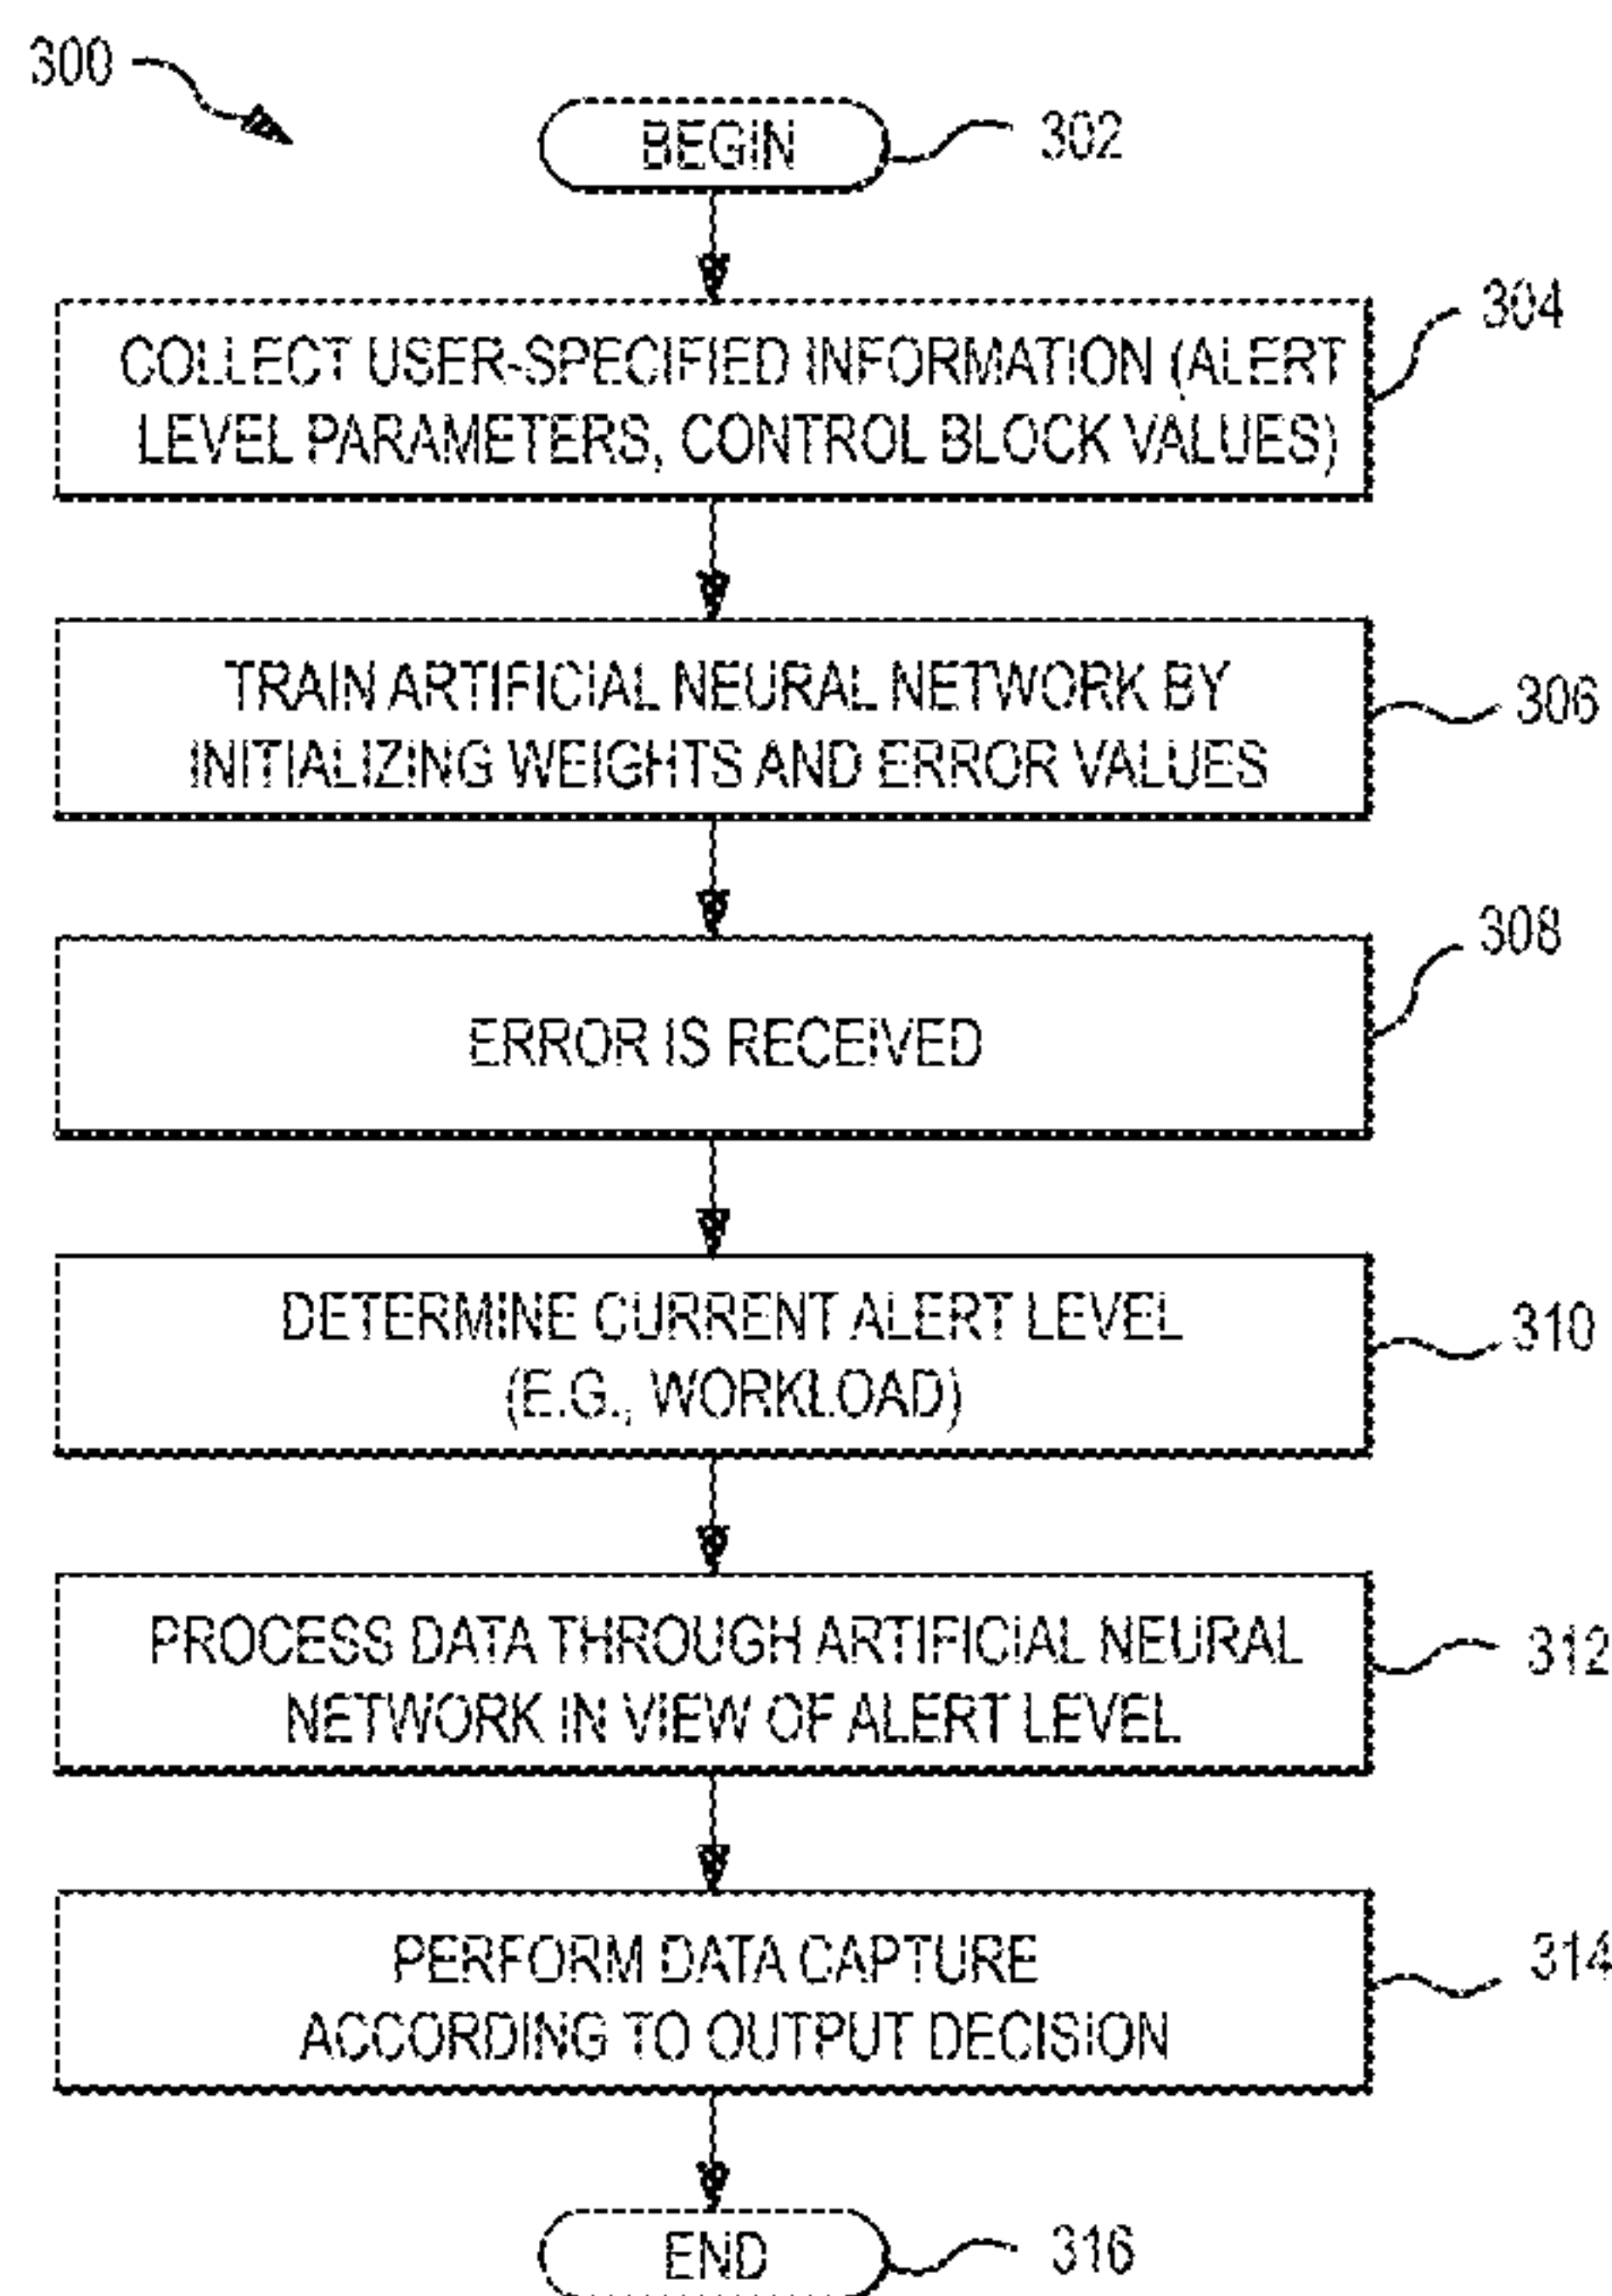 300
BEGIN
302
304
COLLECT USER-SPECIFIED INFORMATION (ALERT
LEVEL PARAMETERS, CONTROL BLOCK VALUES)
TRAIN ARTIFICIAL NEURAL NETWORK BY
INITIALIZING WEIGHTS AND ERROR VALUES
306
308
ERROR IS RECEIVED
DETERMINE CURRENT ALERT LEVEL
(E.G., WORKLOAD)
310
PROCESS DATA THROUGH ARTIFICIAL NEURAL
NETWORK IN VIEW OF ALERT LEVEL
312
PERFORM DATA CAPTURE
ACCORDING TO OUTPUT DECISION
314
END
316